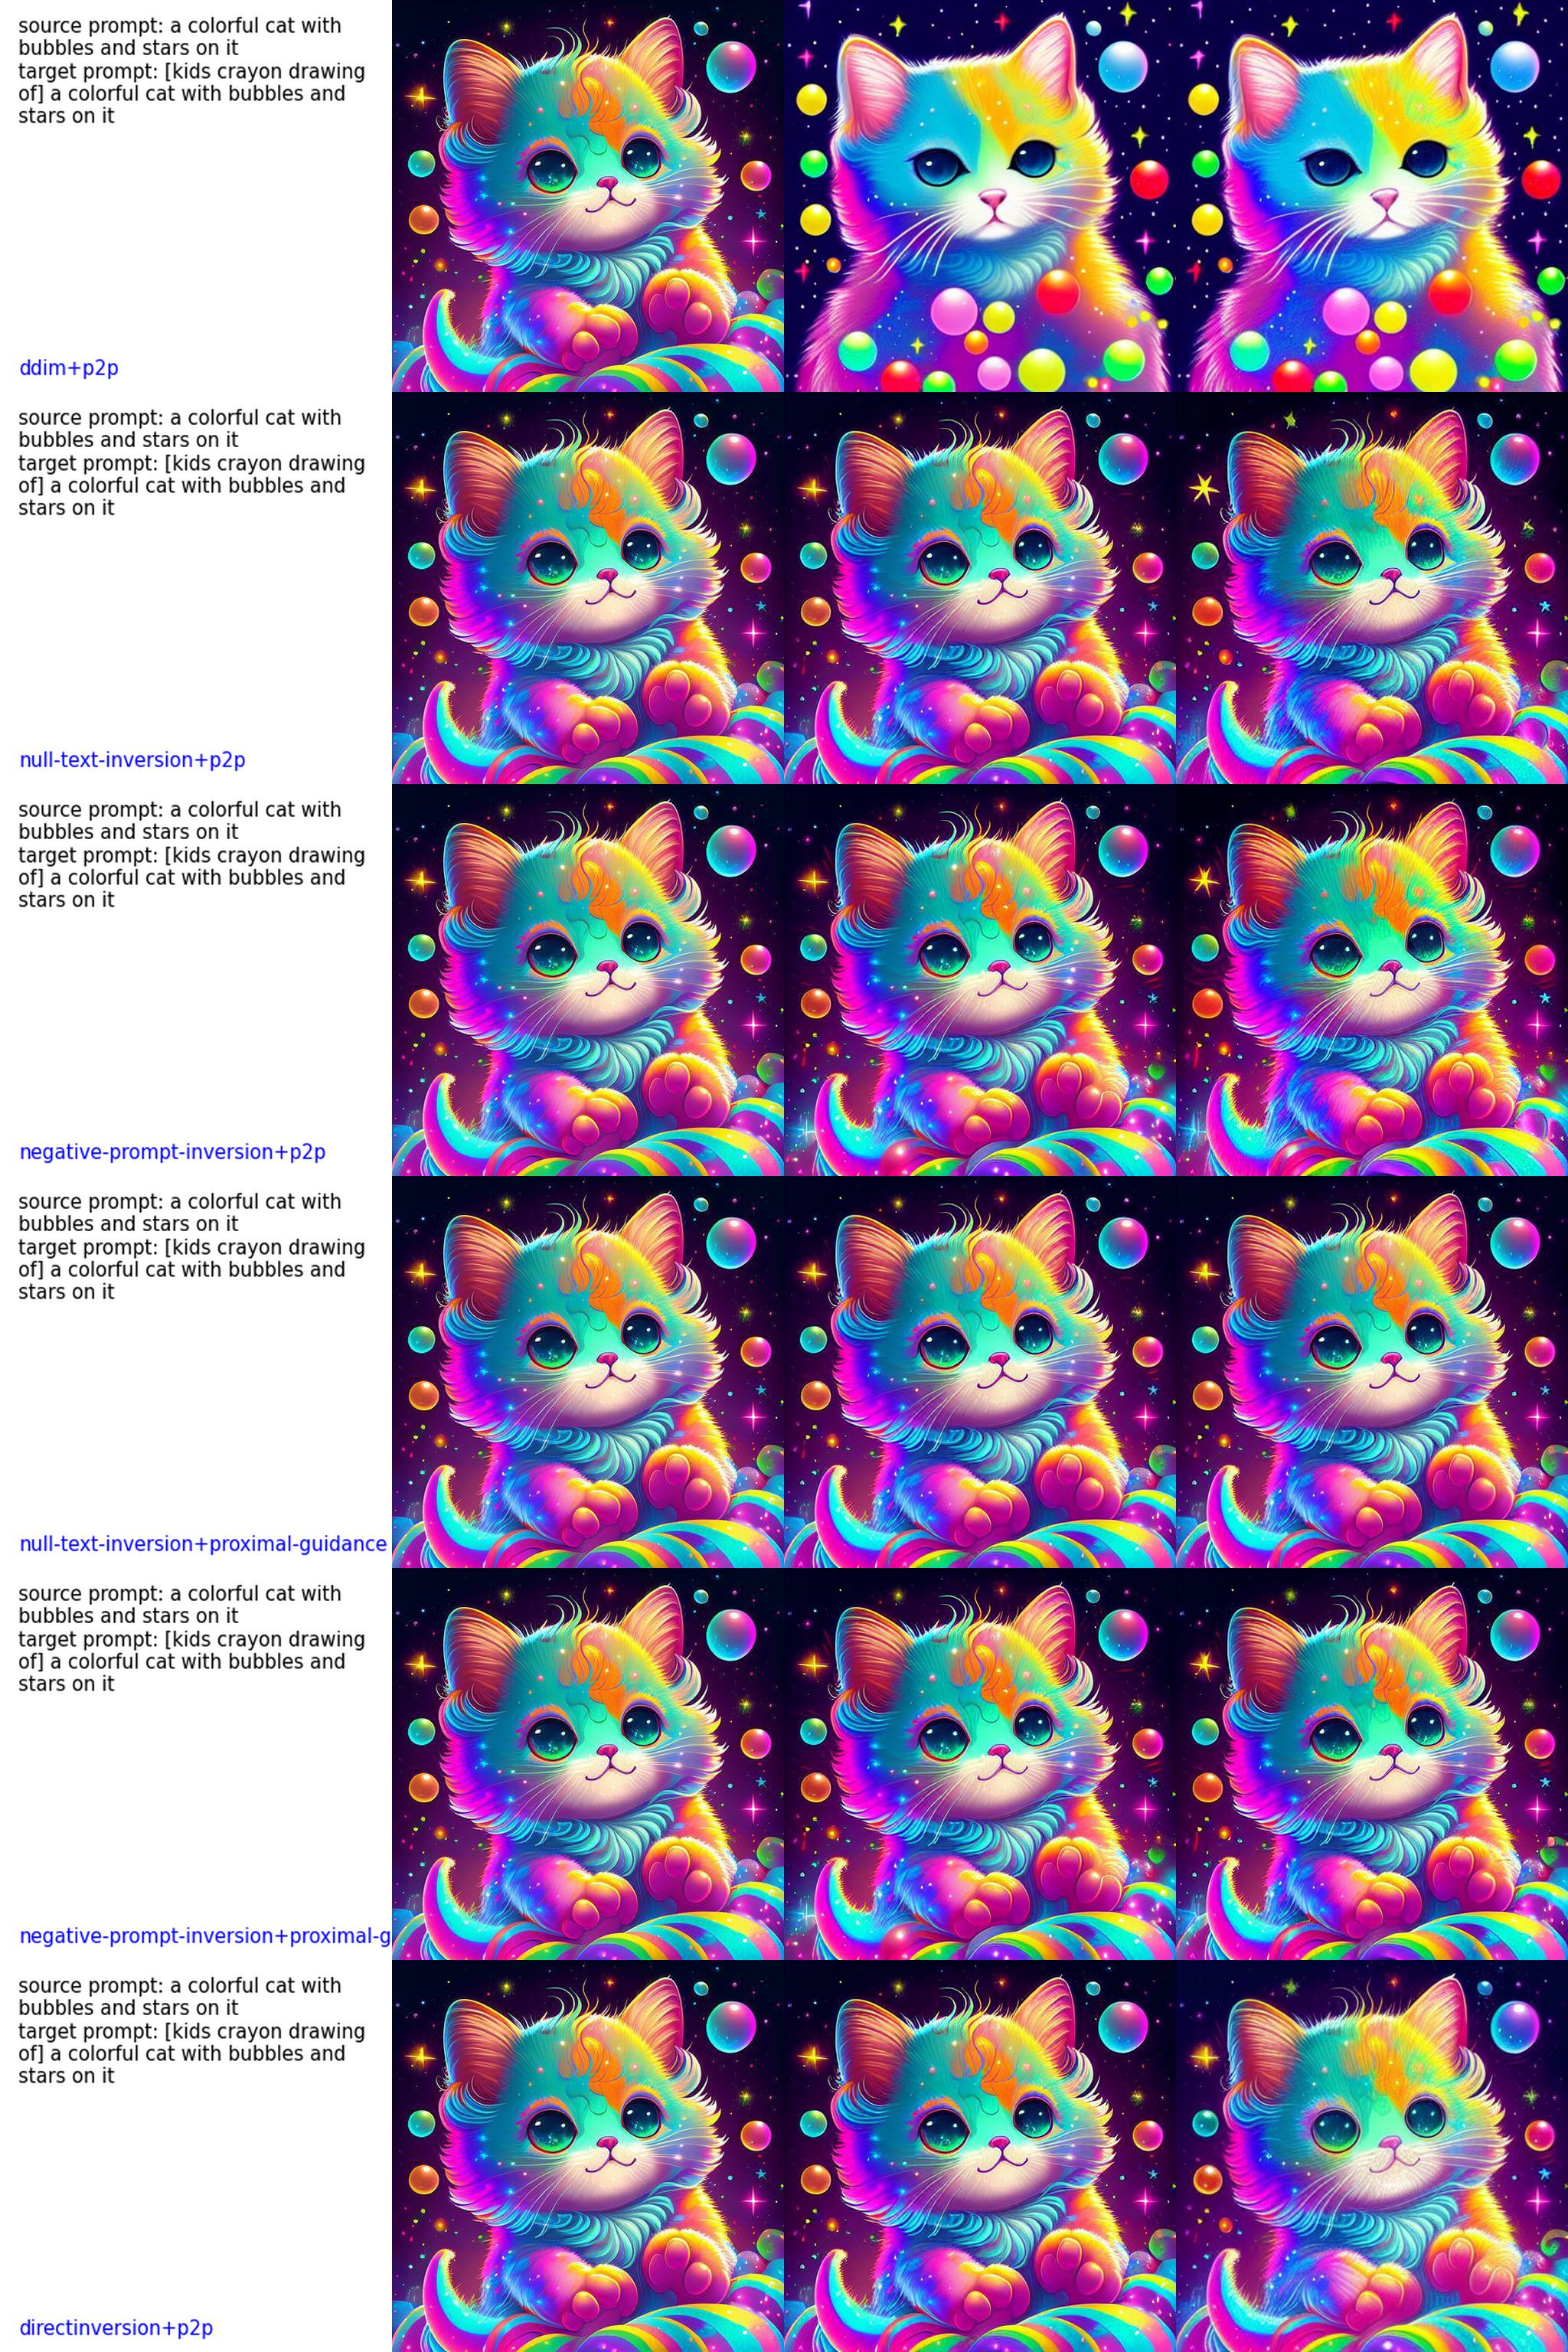 source prompt: a colorful cat with
bubbles and stars on it
target prompt: [kids crayon drawing
of] a colorful cat with bubbles and
stars on it
ddim+p2p
source prompt: a colorful cat with
bubbles and stars on it
target prompt: [kids crayon drawing
of] a colorful cat with bubbles and
stars on it
null-text-inversion+p2p
source prompt: a colorful cat with
bubbles and stars on it
target prompt: [kids crayon drawing
of] a colorful cat with bubbles and
stars on it
negative-prompt-inversion+p2p
source prompt: a colorful cat with
bubbles and stars on it
target prompt: [kids crayon drawing
of] a colorful cat with bubbles and
stars on it
null-text-inversion+proximal-guidance
source prompt: a colorful cat with
bubbles and stars on it
target prompt: [kids crayon drawing
of] a colorful cat with bubbles and
stars on it
negative-prompt-inversion+proximal-g
source prompt: a colorful cat with
bubbles and stars on it
target prompt: [kids crayon drawing
of] a colorful cat with bubbles and
stars on it
directinversion+p2p